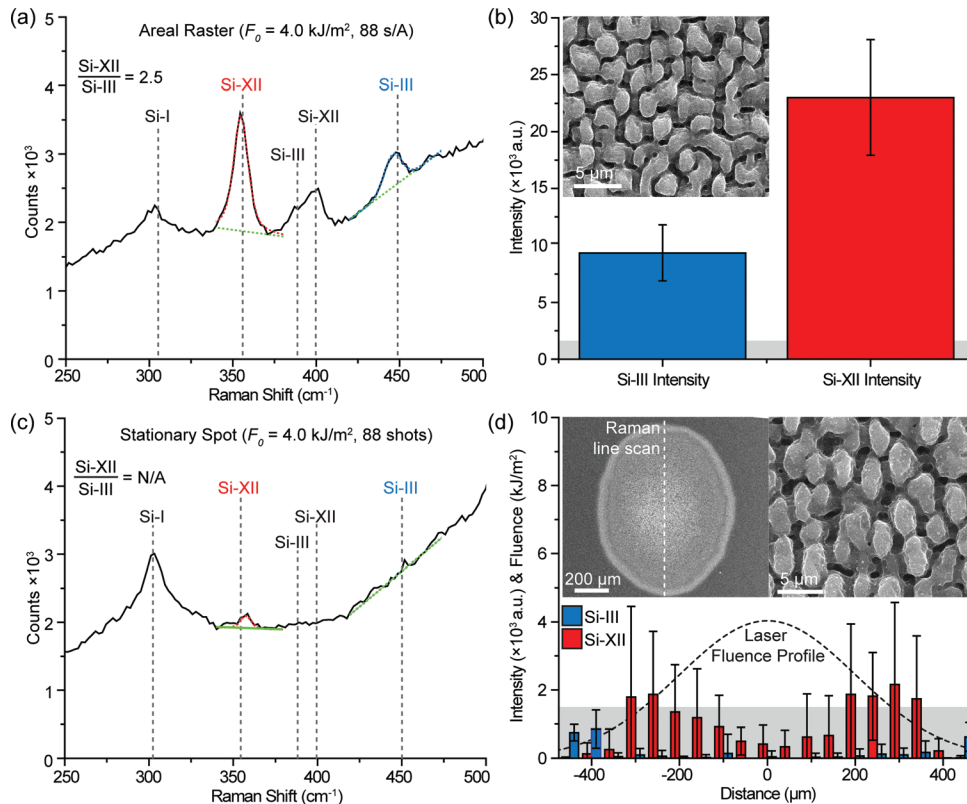 (a)
Areal Raster (F0 = 4.0 kJ/m², 88 s/A)
Si-XII
Si-III
= 2.5
Si-I
Si-XII
Si-III
Si-XII
Si-III
Counts ×10³
5
4
3
2
1
0
250 300 350 400 450 500
Raman Shift (cm⁻¹)
(b)
Intensity (×10³ a.u.)
30
25
20
15
10
5
0
5 µm
Si-III Intensity
Si-XII Intensity
(c)
Stationary Spot (F0 = 4.0 kJ/m², 88 shots)
Si-XII
Si-III
= N/A
Si-I
Si-XII
Si-III
Si-XII
Si-III
Counts ×10³
5
4
3
2
1
0
250 300 350 400 450 500
Raman Shift (cm⁻¹)
(d)
Intensity (×10³ a.u.) & Fluence (kJ/m²)
10
8
6
4
2
0
Raman
line scan
200 µm
5 µm
Si-III
Si-XII
Laser
Fluence Profile
-400 -200 0 200 400
Distance (µm)